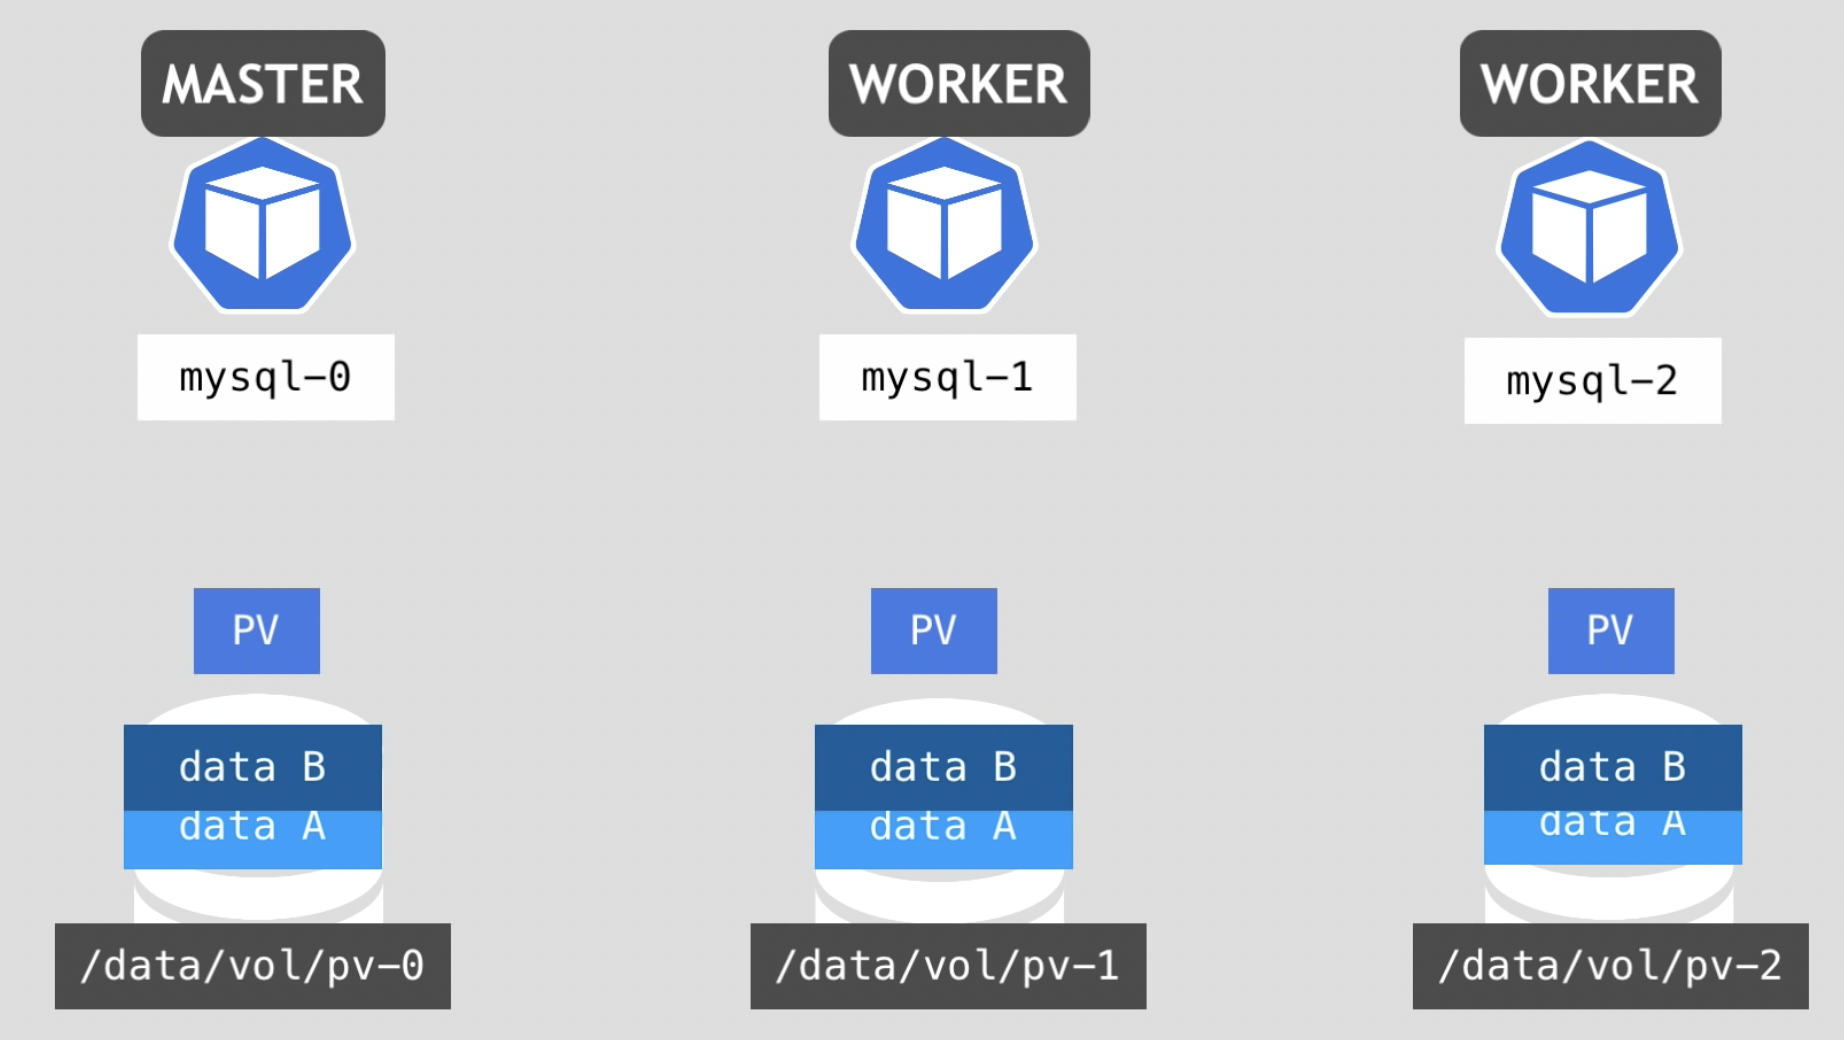 MASTER
WORKER
WORKER
mysql-0
mysql-1
mysql-2
PV
PV
PV
data B
data B
data B
data A
data A
data A
/data/vol/pv-0
/data/vol/pv-1
/data/vol/pv-2